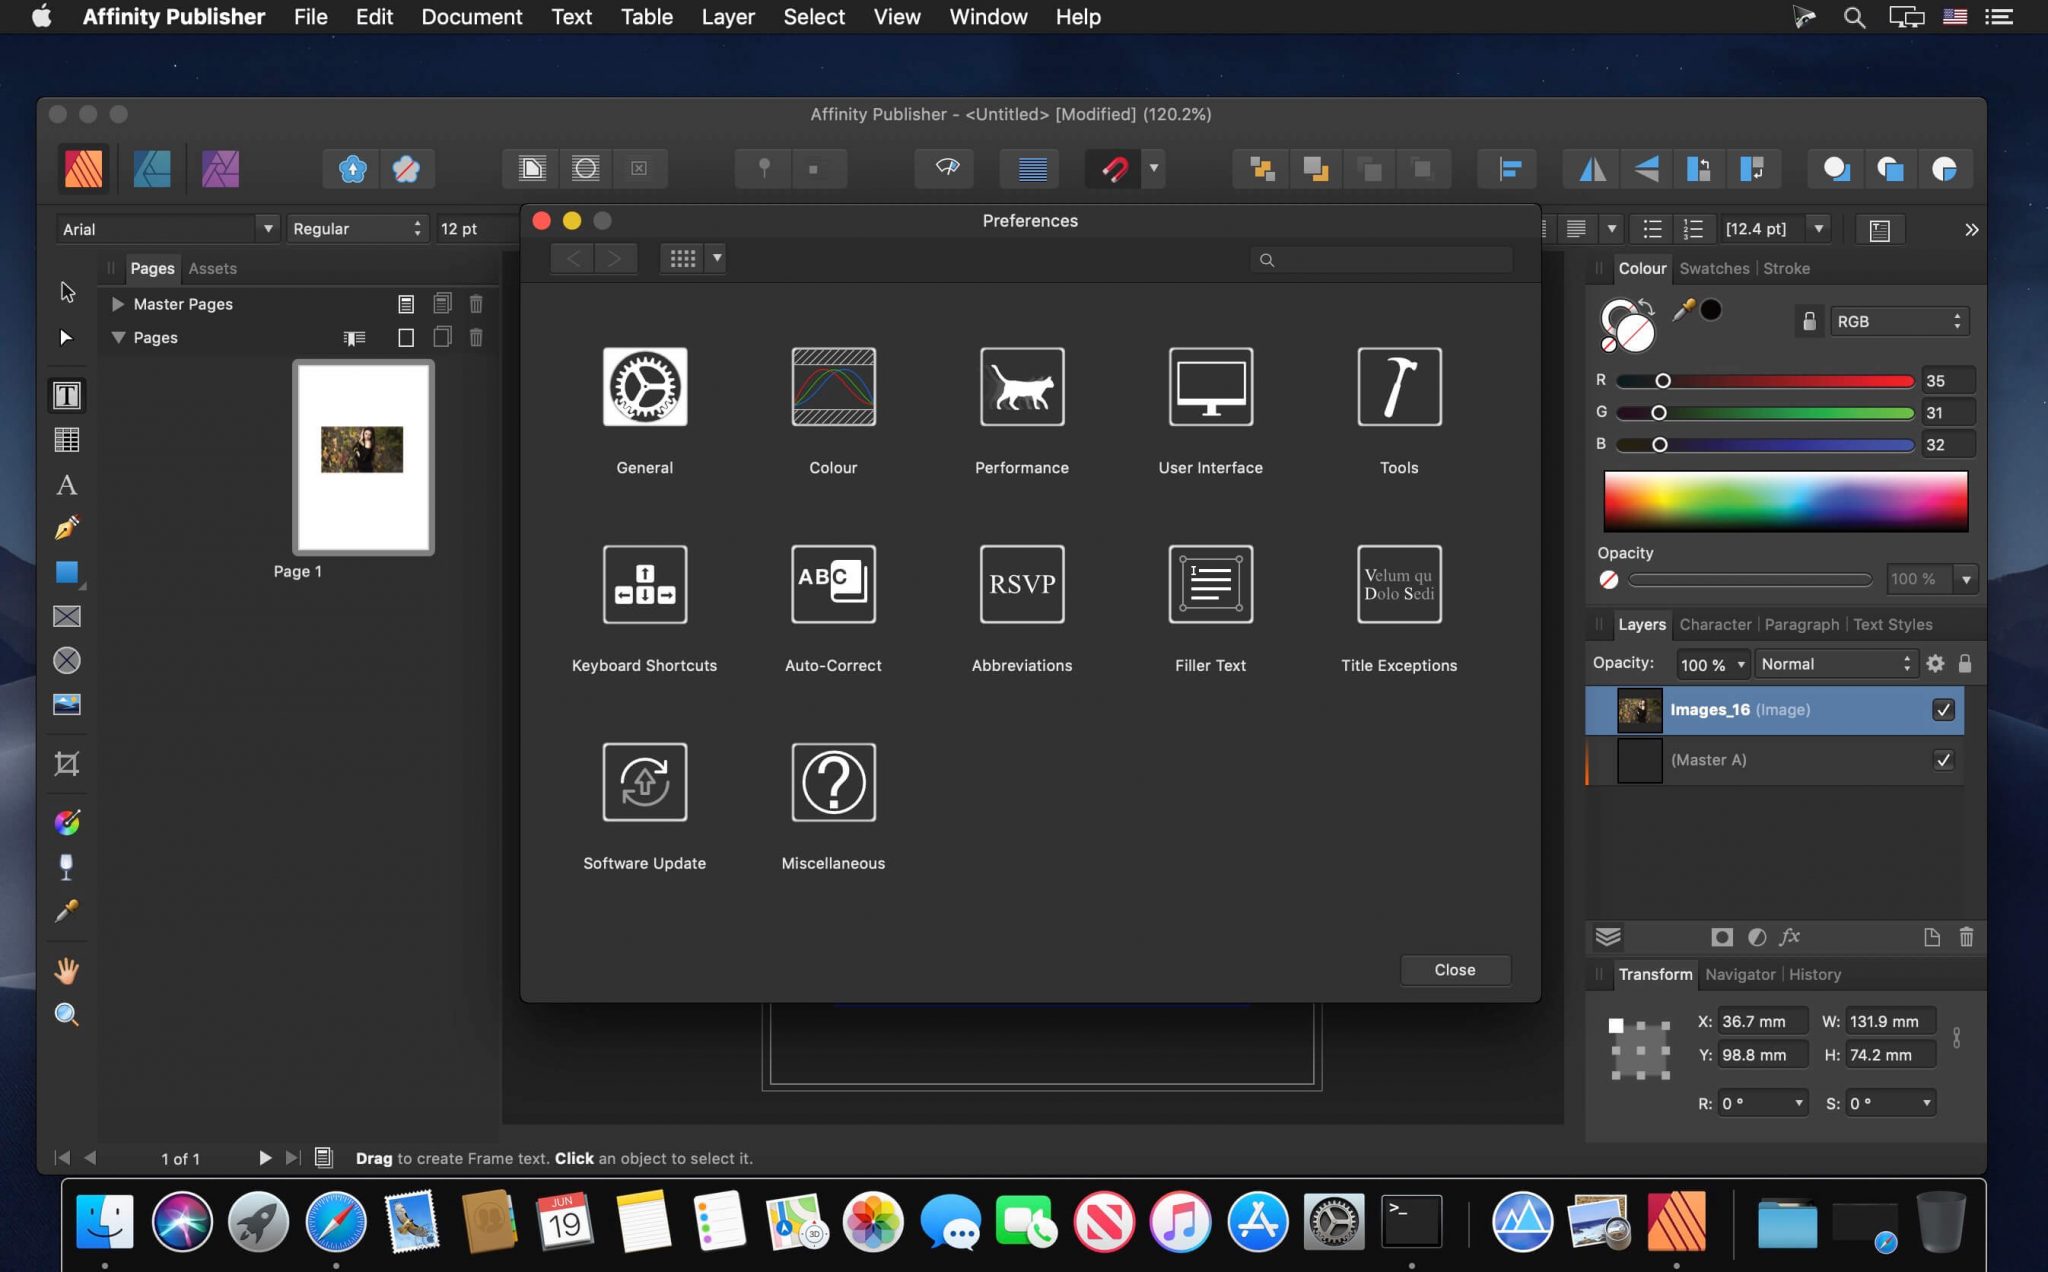 Affinity Publisher File Edit Document Text Table Layer Select View Window Help
Affinity Publisher - <Untitled> [Modified] (120.2%)
Arial Regular 12 pt [12.4 pt]
Preferences
Pages Assets
Master Pages
Pages
Page 1
General Colour Performance User Interface Tools
ABC RSVP Velum qu
Dolo Sedi
Keyboard Shortcuts Auto-Correct Abbreviations Filler Text Title Exceptions
Software Update Miscellaneous
Close
Colour Swatches Stroke
RGB
R 35
G 31
B 32
Opacity
100 %
Layers Character Paragraph Text Styles
Opacity: 100 % Normal
Images_16 (Image)
(Master A)
fx
Transform Navigator History
X: 36.7 mm W: 131.9 mm
Y: 98.8 mm H: 74.2 mm
R: 0 ° S: 0 °
1 of 1 Drag to create Frame text. Click an object to select it.
JUN
19
3D
>_